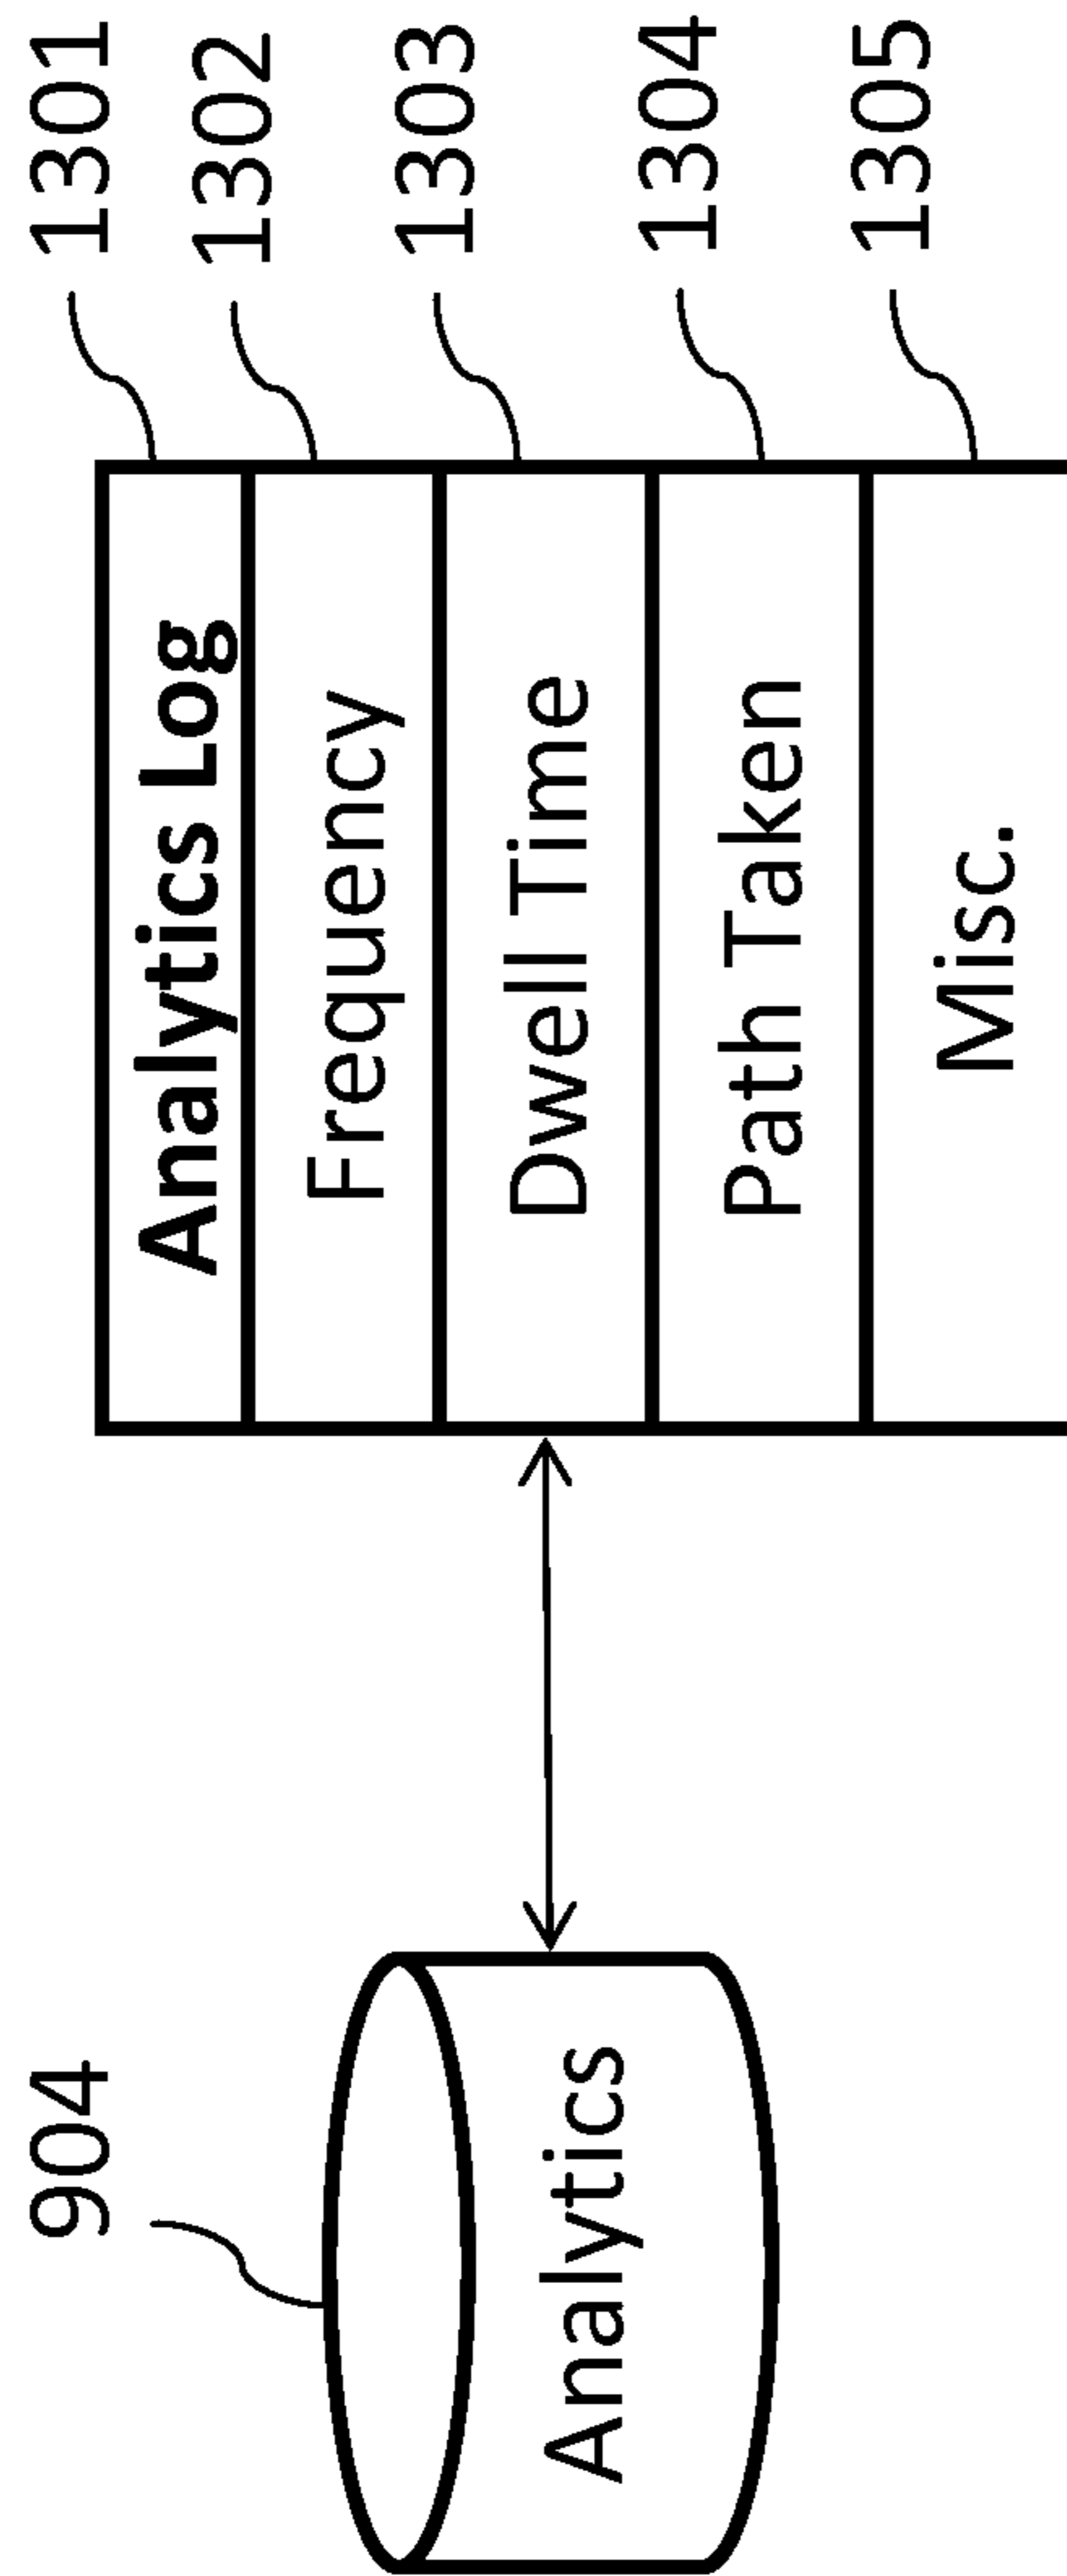 904
Analytics
Analytics Log
1301
Frequency
1302
Dwell Time
1303
Path Taken
1304
Misc.
1305